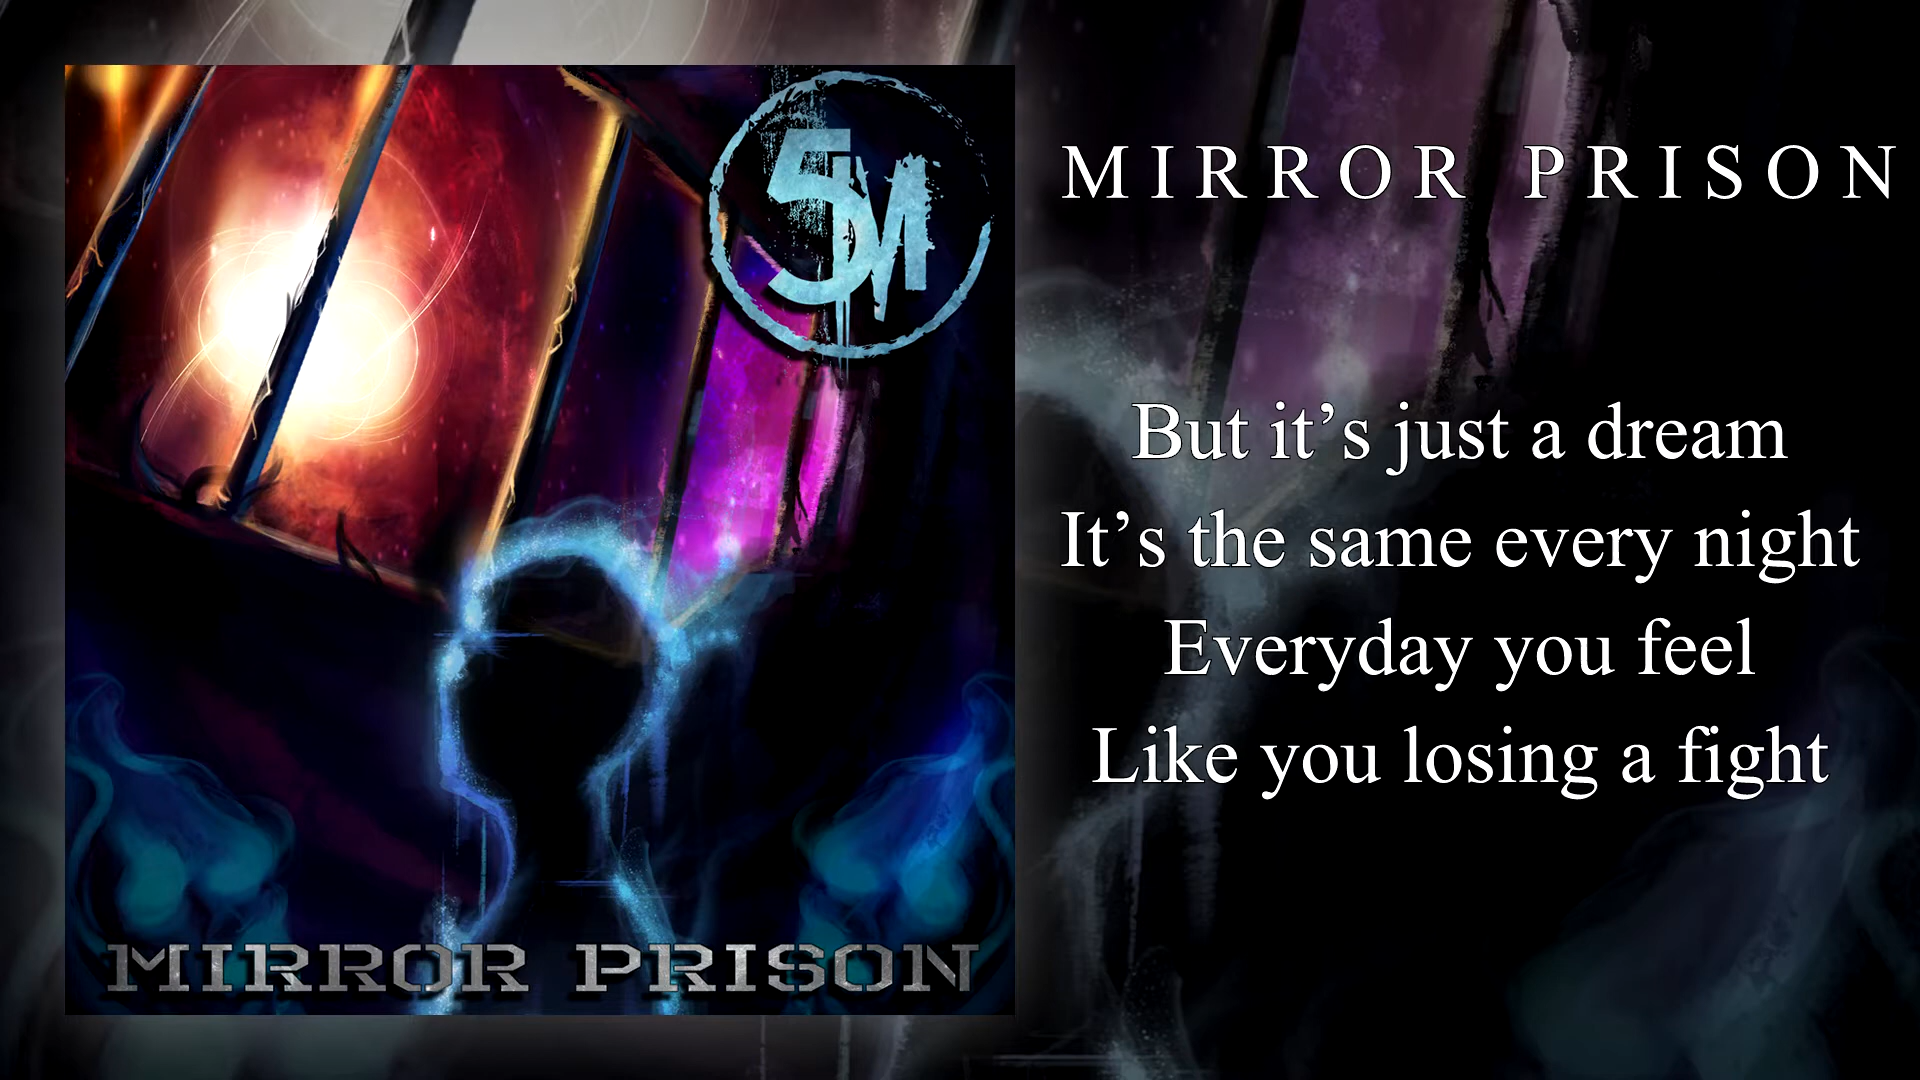 5M
MIRROR PRISON
MIRROR PRISON
But it’s just a dream
It’s the same every night
Everyday you feel
Like you losing a fight